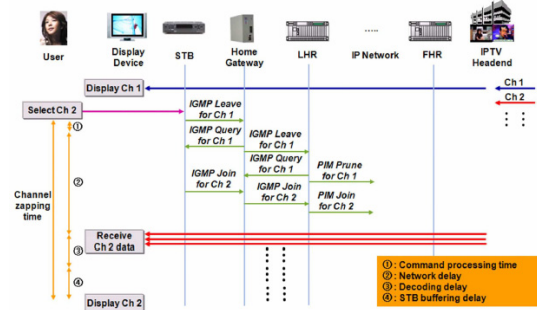 User
Display
Device
STB
Home
Gateway
LHR
IP Network
FHR
IPTV
Headend
Display Ch 1
Ch 1
Ch 2
Select Ch 2
IGMP Leave
for Ch 1
①
IGMP Query
for Ch 1
IGMP Leave
for Ch 1
IGMP Query
for Ch 1
PIM Prune
for Ch 1
②
IGMP Join
for Ch 2
IGMP Join
for Ch 2
PIM Join
for Ch 2
Channel
zapping
time
Receive
Ch 2 data
③
④
Display Ch 2
①: Command processing time
②: Network delay
③: Decoding delay
④: STB buffering delay